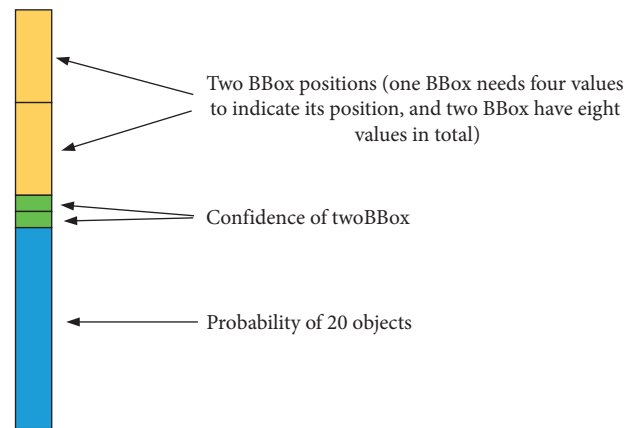 Two BBox positions (one BBox needs four values
to indicate its position, and two BBox have eight
values in total)
Confidence of twoBBox
Probability of 20 objects